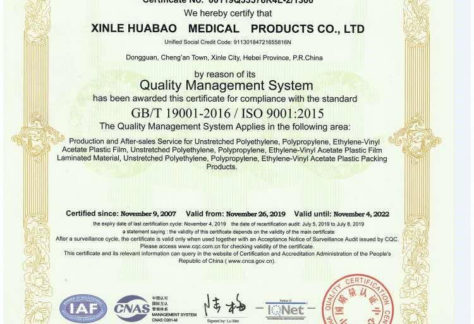 We hereby certify that
XINLE HUABAO MEDICAL PRODUCTS CO., LTD
Unified Social Credit Code: 91130184721655816N
Dongguan, Cheng'an Town, Xinle City, Hebei Province, P.R.China
by reason of its
Quality Management System
has been awarded this certificate for compliance with the standard
GB/T 19001-2016 / ISO 9001:2015
The Quality Management System Applies in the following area:
Production and After-sales Service for Unstretched Polyethylene, Polypropylene, Ethylene-Vinyl
Acetate Plastic Film, Unstretched Polyethylene, Polypropylene, Ethylene-Vinyl Acetate Plastic Film
Laminated Material, Unstretched Polyethylene, Polypropylene, Ethylene-Vinyl Acetate Plastic Packing
Products.
Certified since: November 9, 2007 Valid from: November 26, 2019 Valid until: November 4, 2022
the expiry date of last certification cycle: November 4, 2019 the date of recertification audit: July 5, 2019 to July 8, 2019
a statement saying : the validity of this certificate depends on the validity of the main certificate
After a surveillance cycle, the certificate is valid only when used together with an Acceptance Notice of Surveillance Audit issued by CQC.
Please access www.cqc.com.cn for checking validity of the certificate.
This certificate and its relevant information can query in the website of Certification and Accreditation Administration of the People's
Republic of China ( www.cnca.gov.cn).
IAF
CNAS
MANAGEMENT SYSTEM
IQNet
QUALITY CERTIFICATION